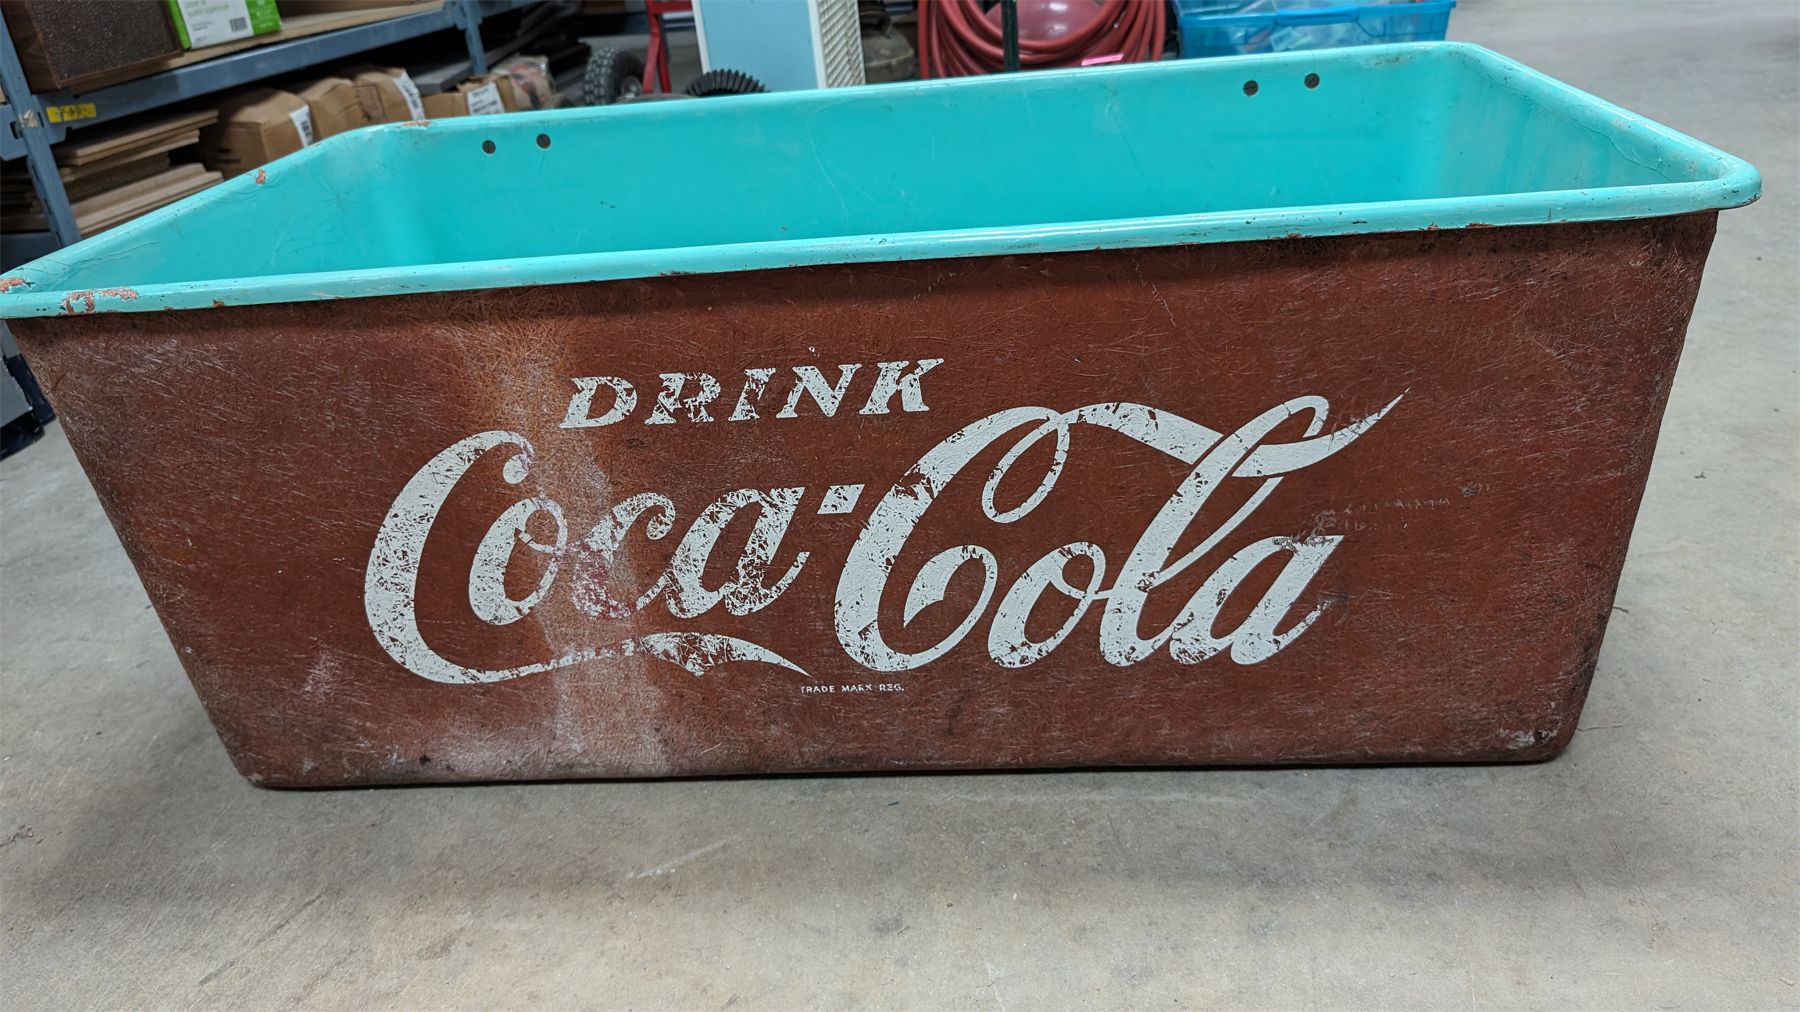 DRINK
Coca-Cola
TRADE MARK REG.